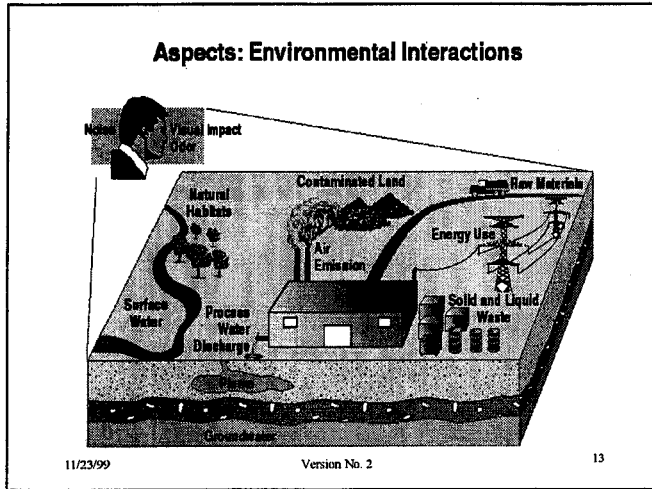 Aspects: Environmental Interactions
Noise
Visual Impact
Odor
Contaminated Land
Raw Materials
Natural
Habitats
Energy Use
Air
Emission
Surface
Water
Process
Water
Discharge
Solid and Liquid
Waste
Plume
Groundwater
11/23/99
Version No. 2
13